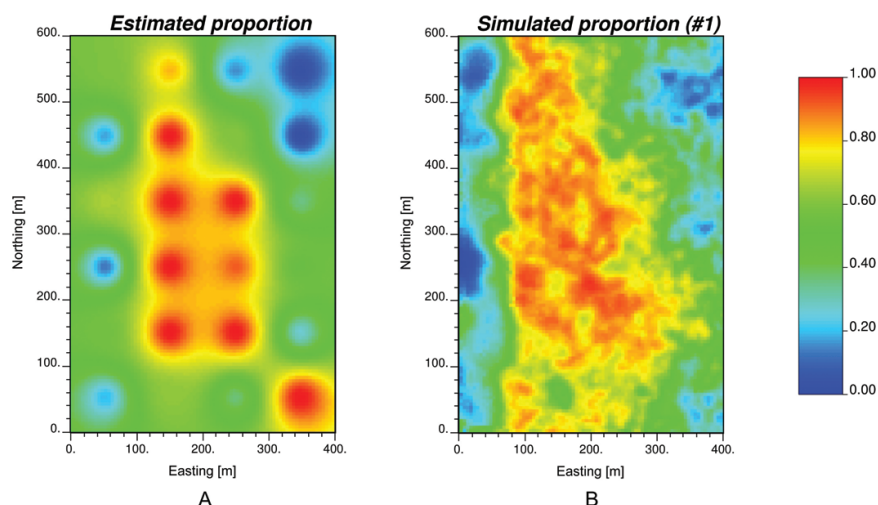 Estimated proportion
600.
500.
400.
300.
200.
100.
0.
Northing [m]
0. 100. 200. 300. 400.
Easting [m]
A
Simulated proportion (#1)
600.
500.
400.
300.
200.
100.
0.
Northing [m]
0. 100. 200. 300. 400.
Easting [m]
B
1.00
0.80
0.60
0.40
0.20
0.00